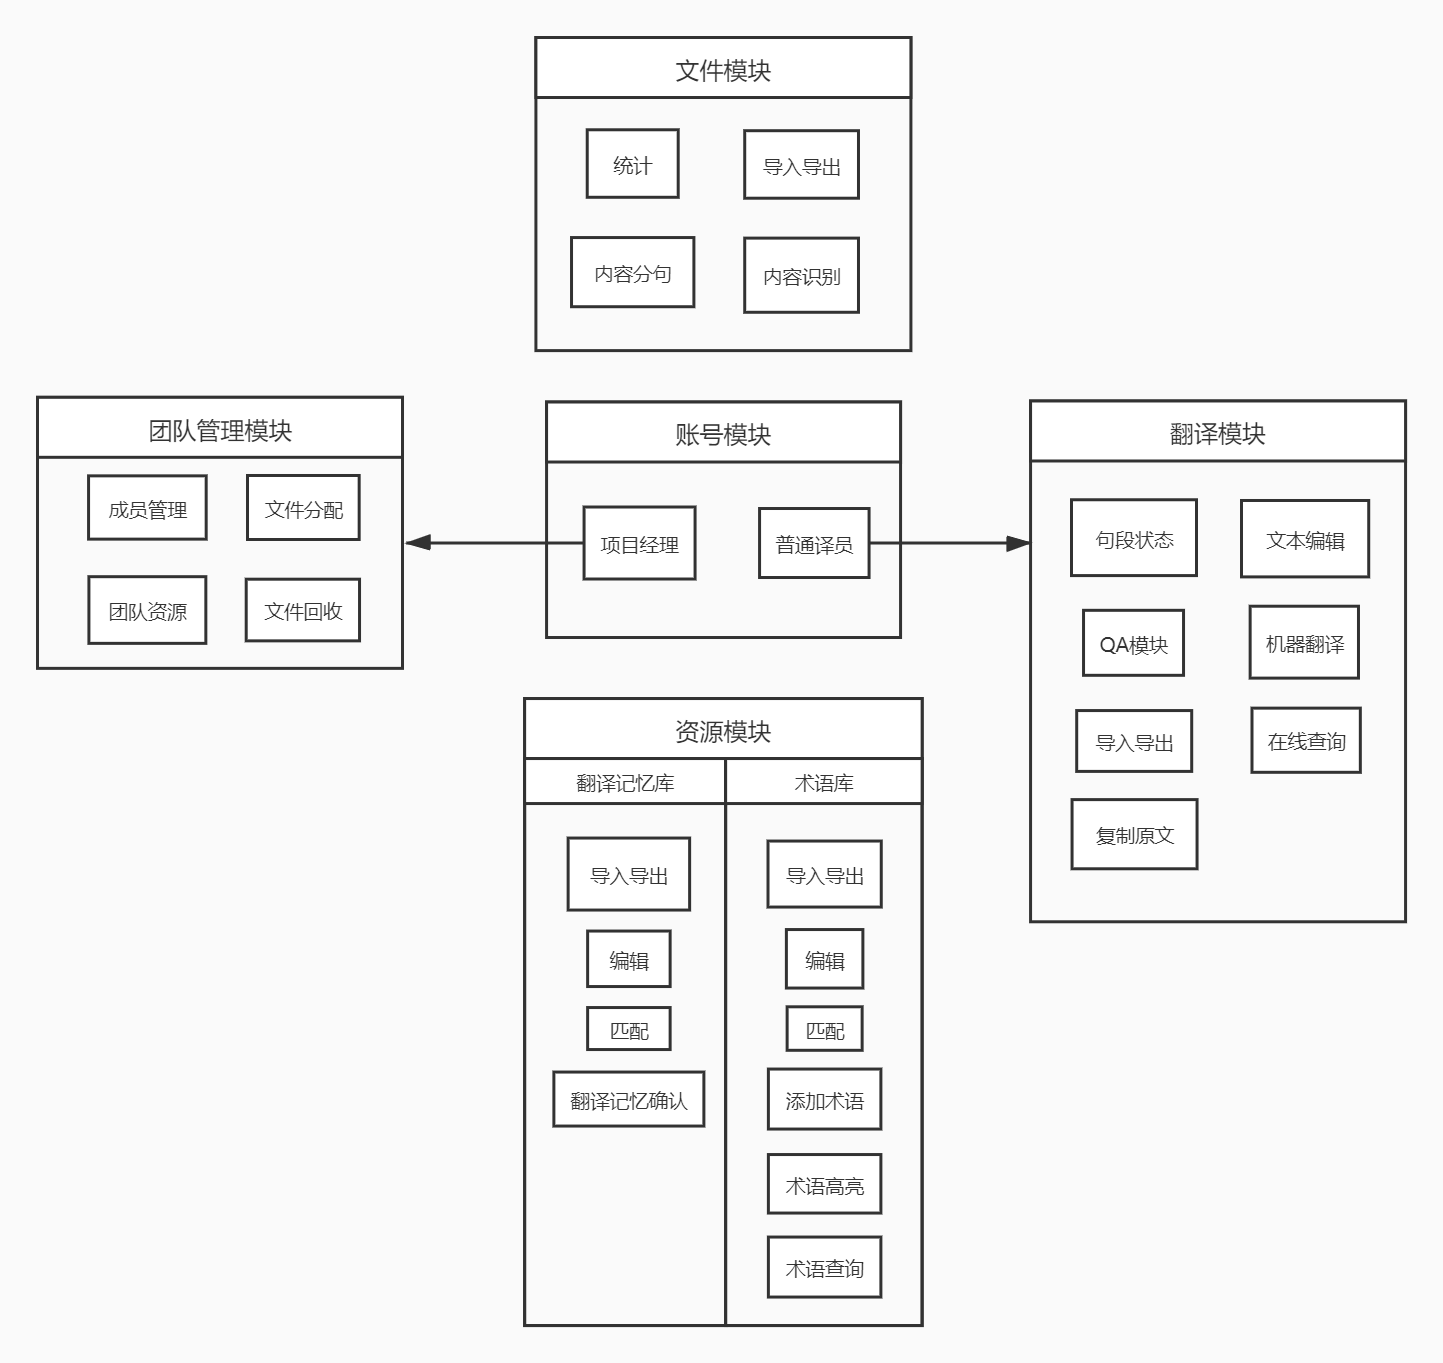 文件模块
统计
导入导出
内容分句
内容识别
团队管理模块
成员管理
文件分配
团队资源
文件回收
账号模块
项目经理
普通译员
翻译模块
句段状态
文本编辑
QA模块
机器翻译
导入导出
在线查询
复制原文
资源模块
翻译记忆库
术语库
导入导出
导入导出
编辑
编辑
匹配
匹配
翻译记忆确认
添加术语
术语高亮
术语查询